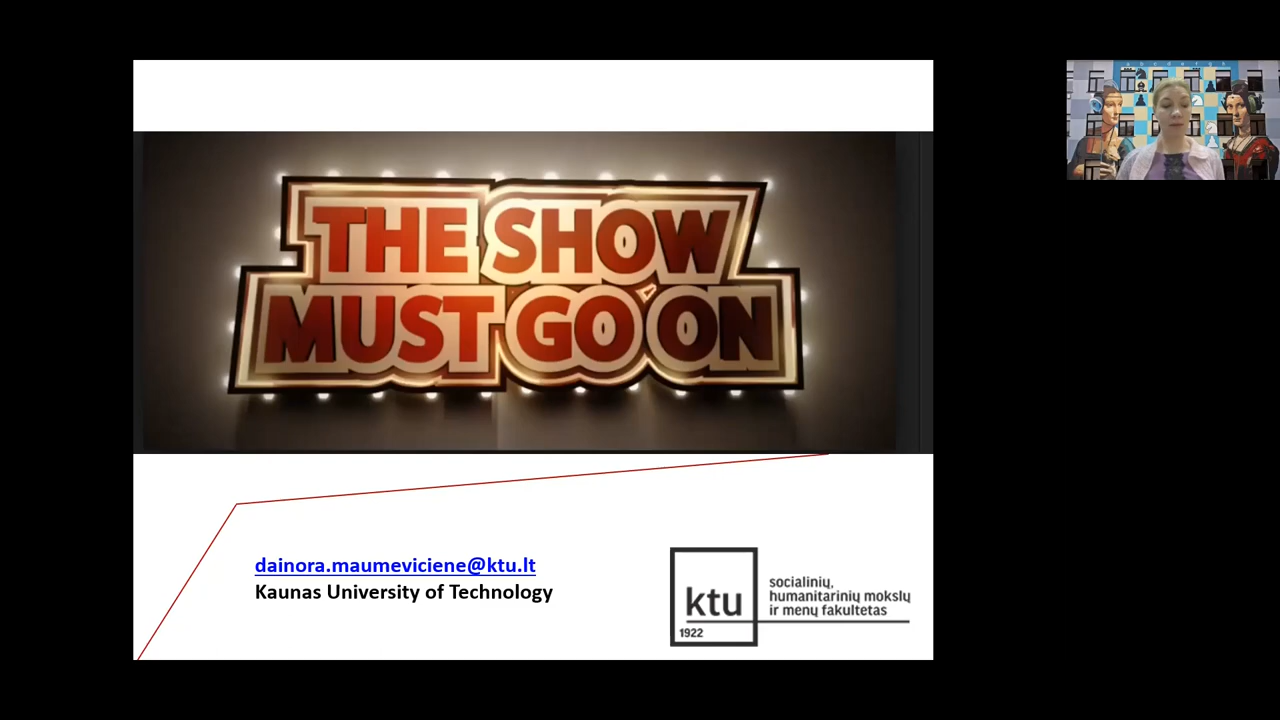 THE SHOW
MUST GO ON
dainora.maumeviciene@ktu.lt
Kaunas University of Technology
ktu
1922
socialinių,
humanitarinių mokslų
ir menų fakultetas